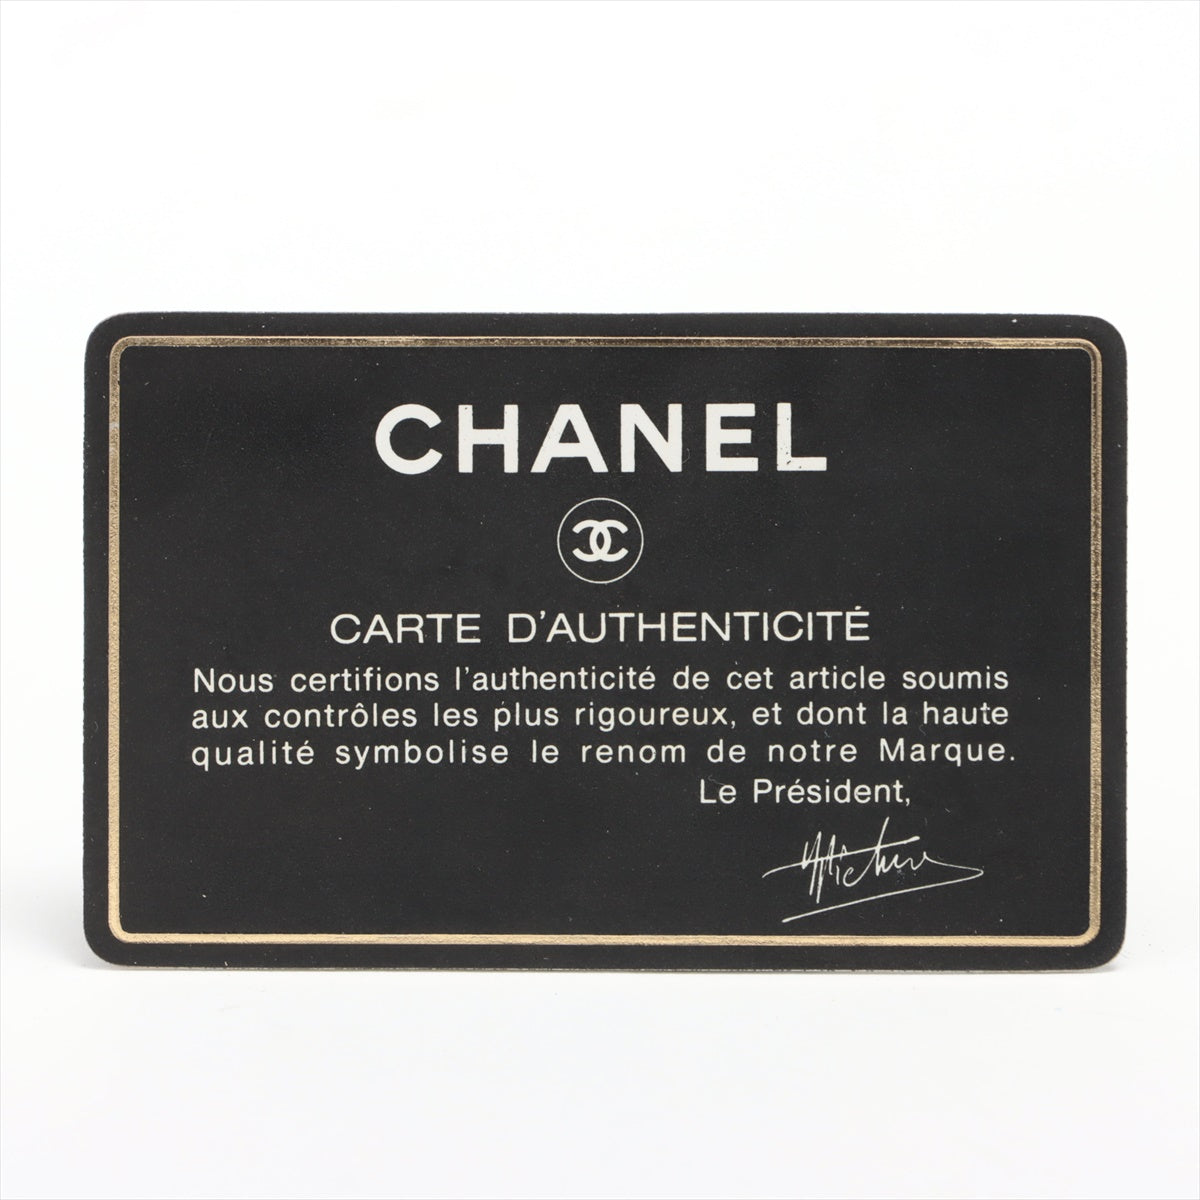 CHANEL
CARTE D'AUTHENTICITÉ
Nous certifions l'authenticité de cet article soumis
aux contrôles les plus rigoureux, et dont la haute
qualité symbolise le renom de notre Marque.
Le Président,